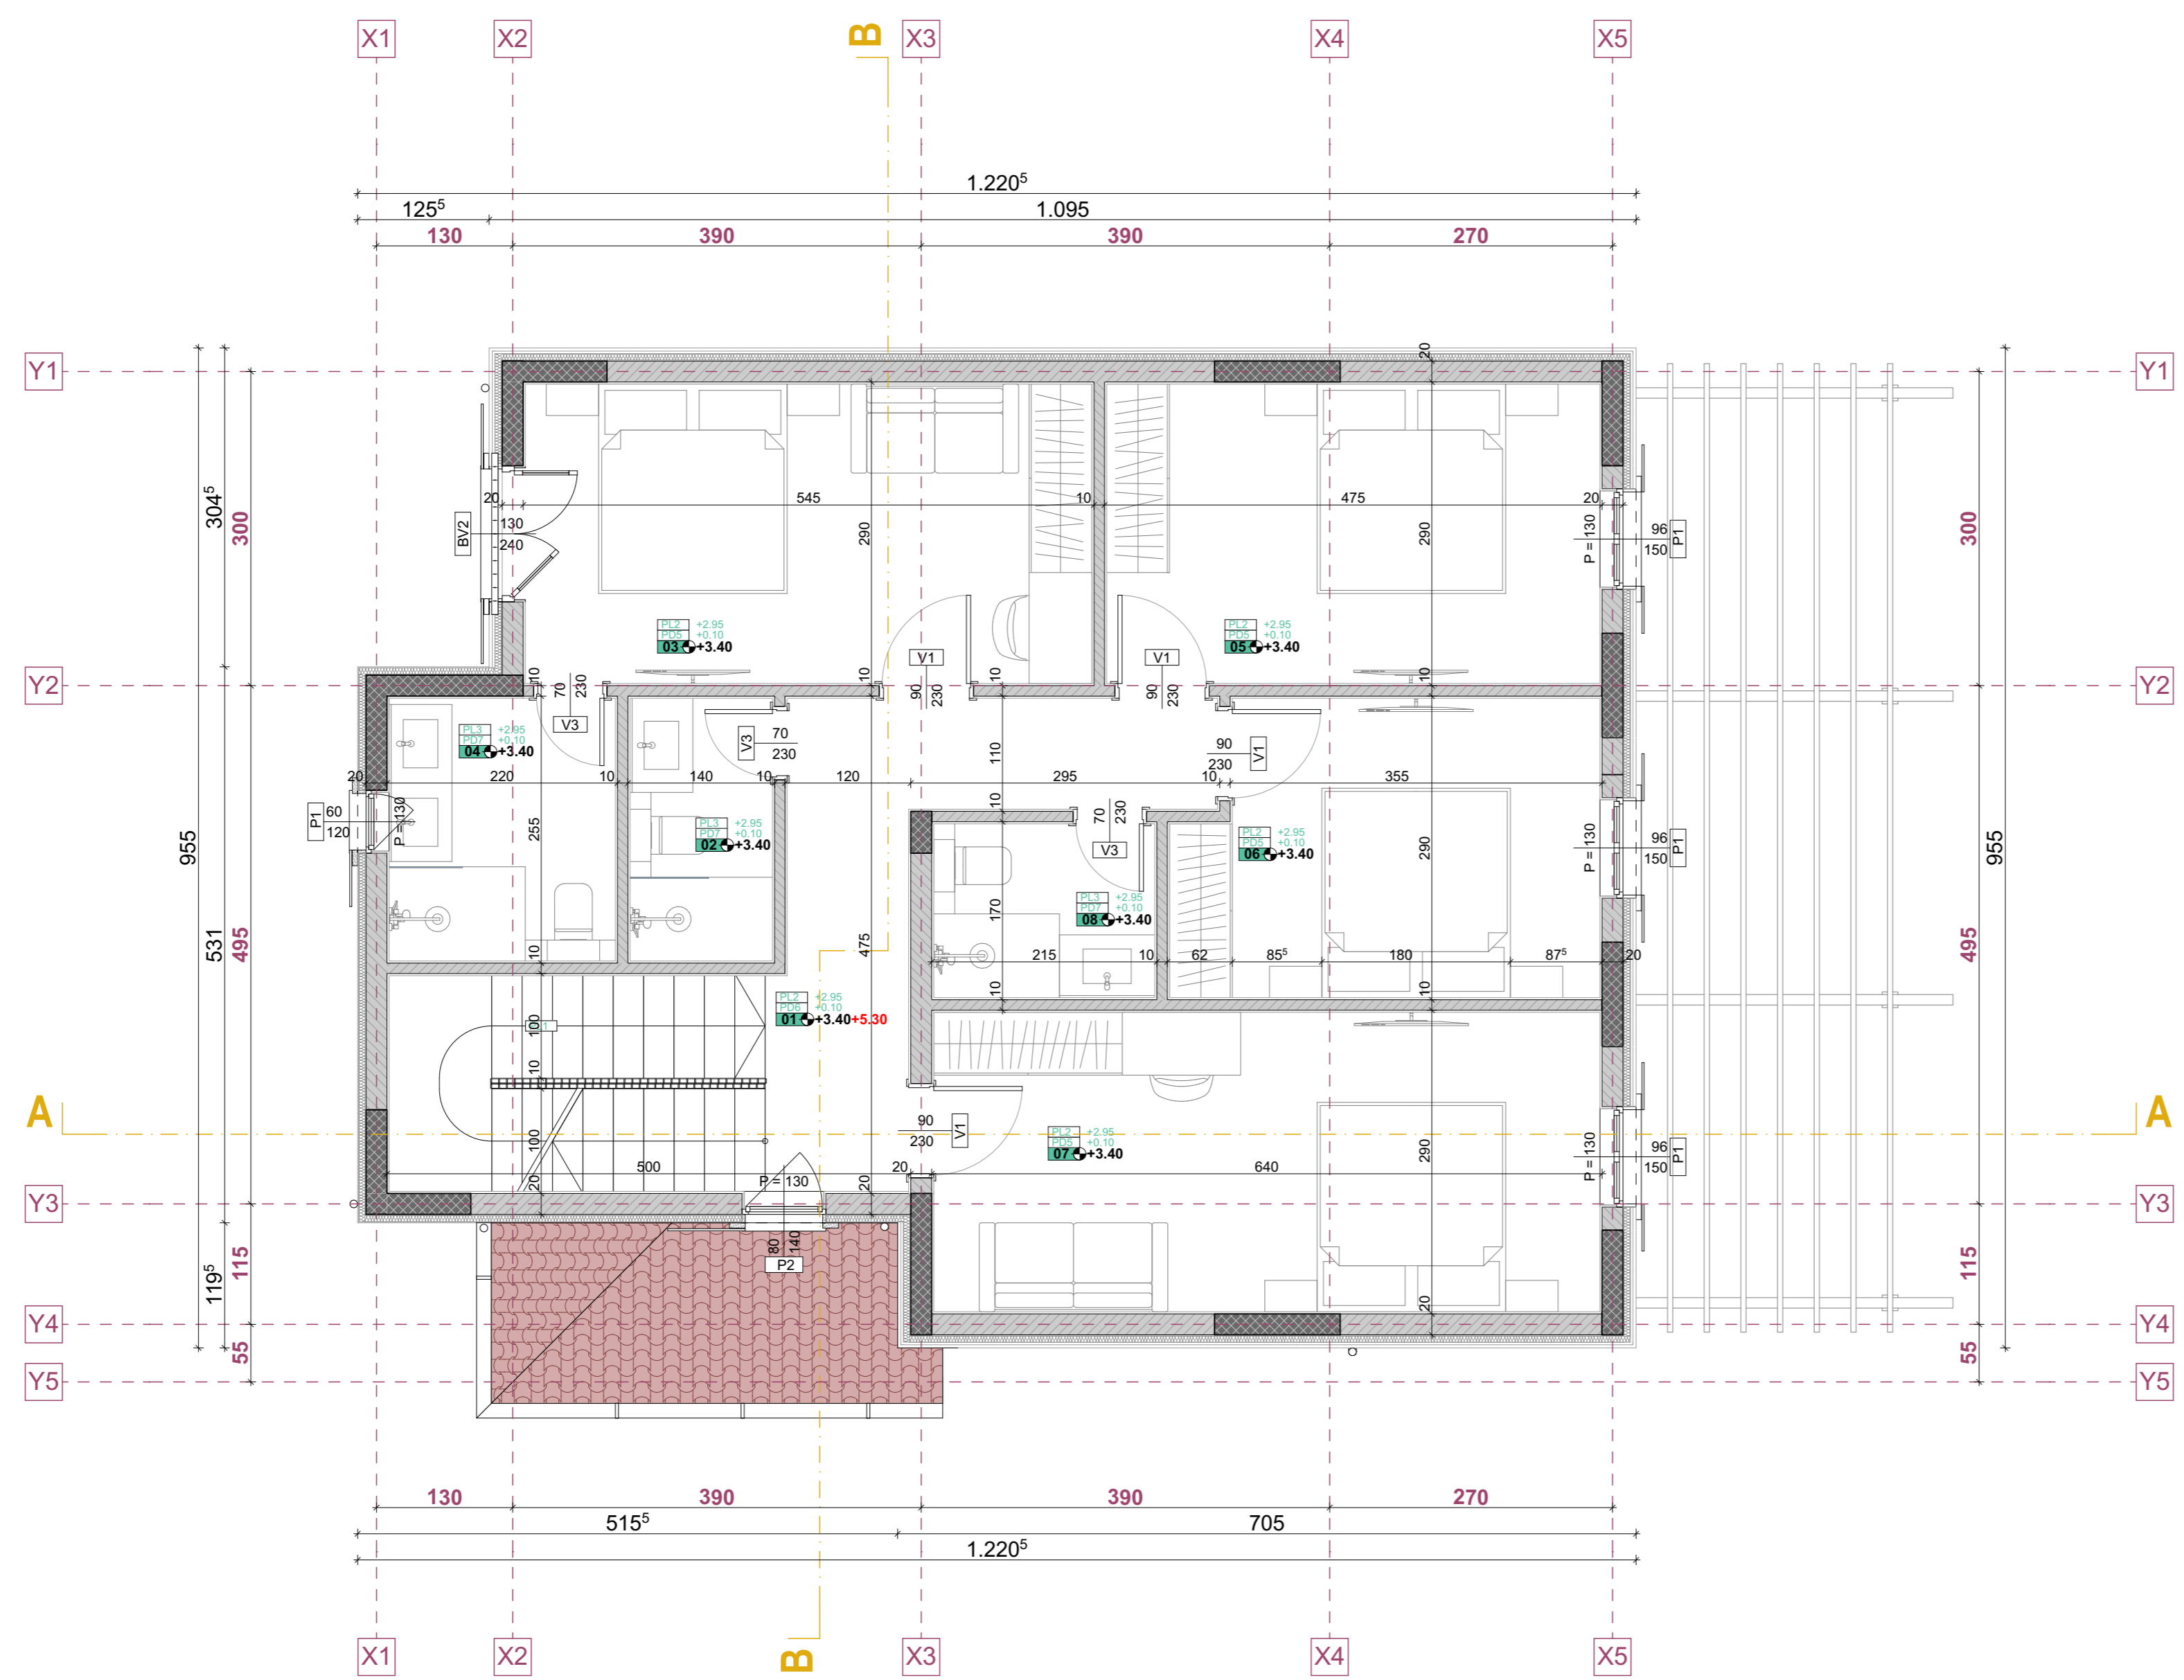 X1 X2 B X3 X4 X5
1.220⁵
125⁵ 1.095
130 390 390 270
Y1 Y1
20
304⁵ 300 300
20 545 10 475 20
BV2 130 240
290 290
P = 130 96 150 P1
PL2 +2.95
PD5 +0.10
03 +3.40
PL2 +2.95
PD5 +0.10
05 +3.40
V1 V1
90 230 90 230
10 10 10 10
Y2 Y2
70 230
V3
PL3 +2.95
PD7 +0.10
04 +3.40
V3 70 230
90 230 V1
110
20 220 10 140 10 120 295 10 355
P1 60 120 P = 130
255
10
70 230
V3
PL3 +2.95
PD7 +0.10
02 +3.40
PL2 +2.95
PD5 +0.10
06 +3.40
290
P = 130 96 150 P1
955 955
531 495 495
170
PL3 +2.95
PD7 +0.10
08 +3.40
10 475
215 10 62 85⁵ 180 87⁵ 20
10 10
PL2 +2.95
PD6 +0.10
01 +3.40+5.30
100
10
100
A A
90 230 V1
PL2 +2.95
PD5 +0.10
07 +3.40
290
P = 130 96 150 P1
500 20 640
20 P = 130 20
Y3 Y3
80 140
P2
119⁵ 115 115
20
Y4 Y4
55 55
Y5 Y5
130 390 390 270
515⁵ 705
1.220⁵
X1 X2 B X3 X4 X5